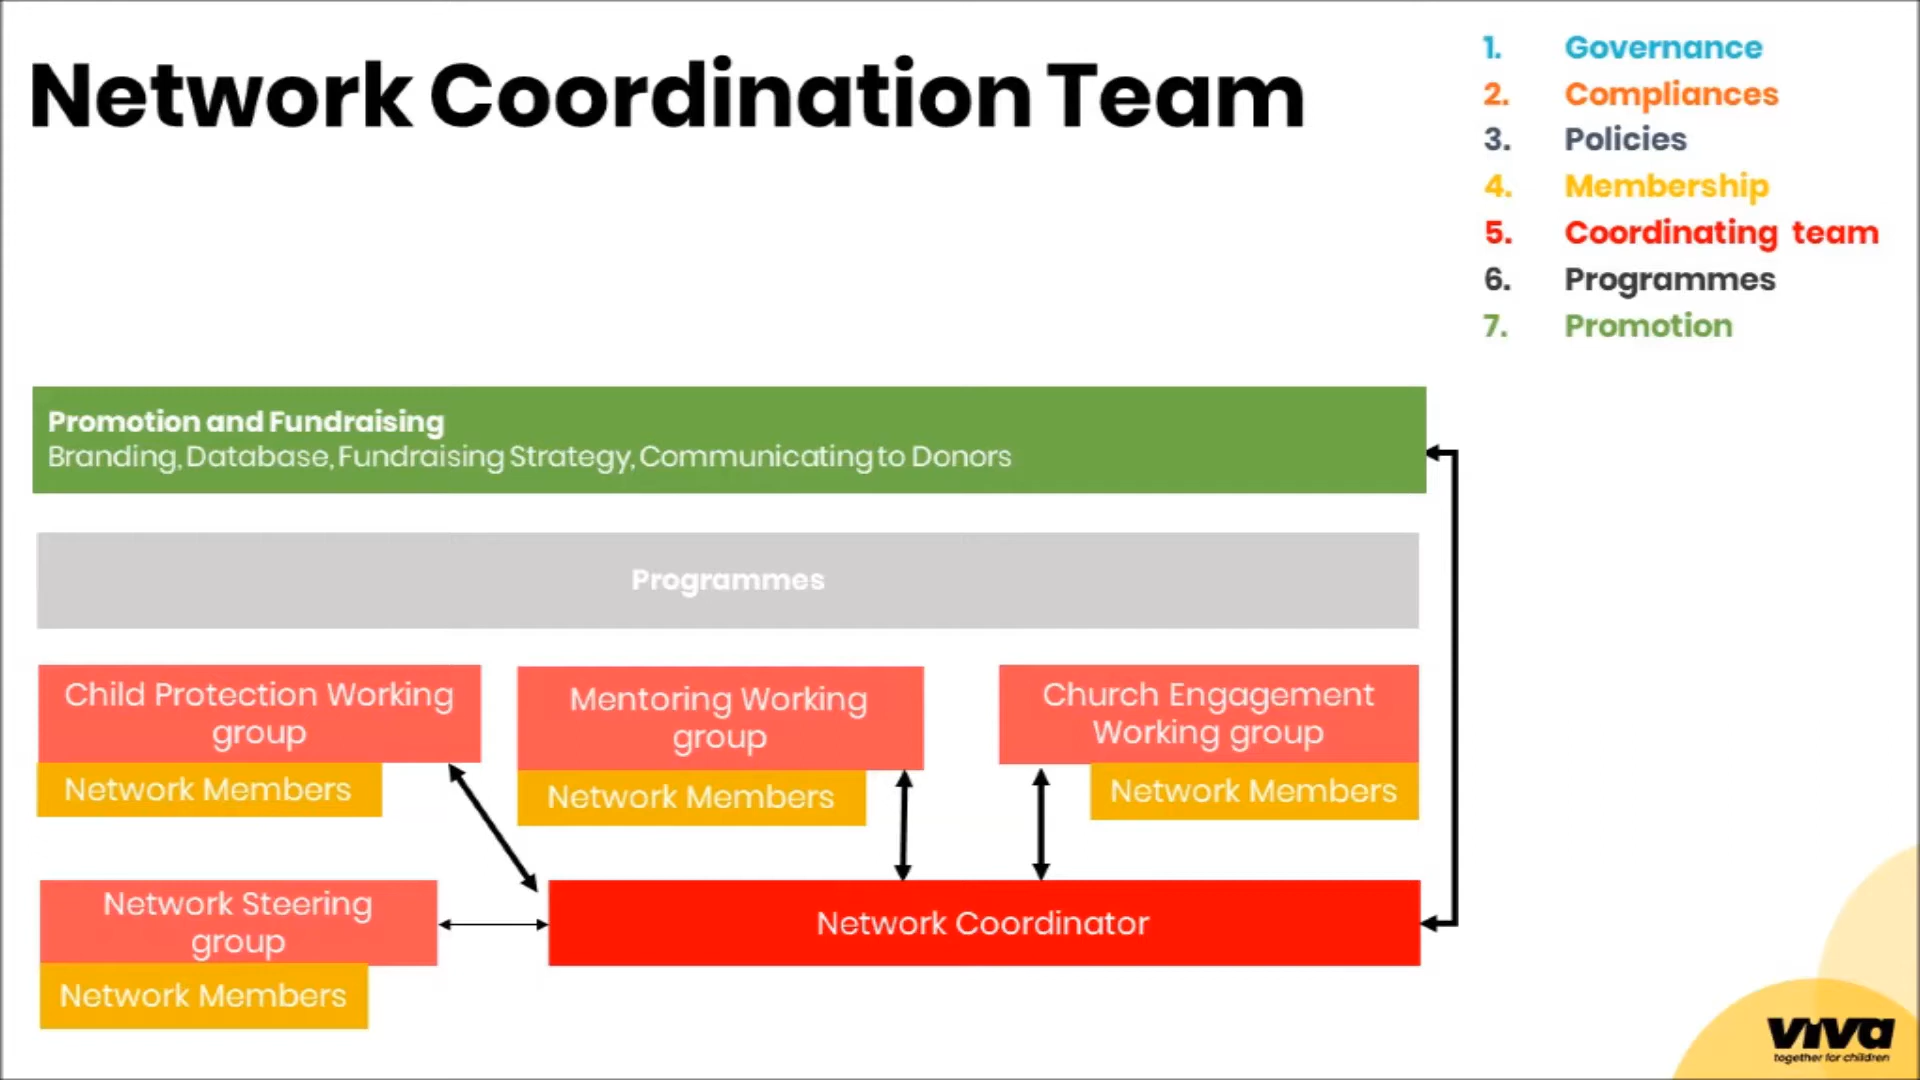 Network Coordination Team
1. Governance
2. Compliances
3. Policies
4. Membership
5. Coordinating team
6. Programmes
7. Promotion
Promotion and Fundraising
Branding, Database, Fundraising Strategy, Communicating to Donors
Programmes
Child Protection Working
group
Network Members
Mentoring Working
group
Network Members
Church Engagement
Working group
Network Members
Network Steering
group
Network Members
Network Coordinator
viva
together for children